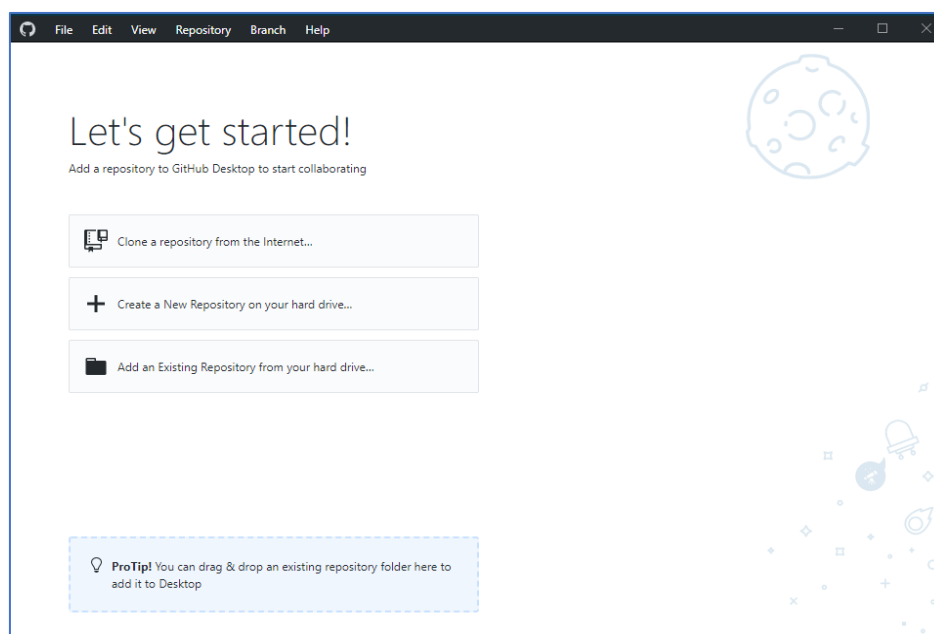 File Edit View Repository Branch Help
Let's get started!
Add a repository to GitHub Desktop to start collaborating
Clone a repository from the Internet...
Create a New Repository on your hard drive...
Add an Existing Repository from your hard drive...
ProTip! You can drag & drop an existing repository folder here to
add it to Desktop